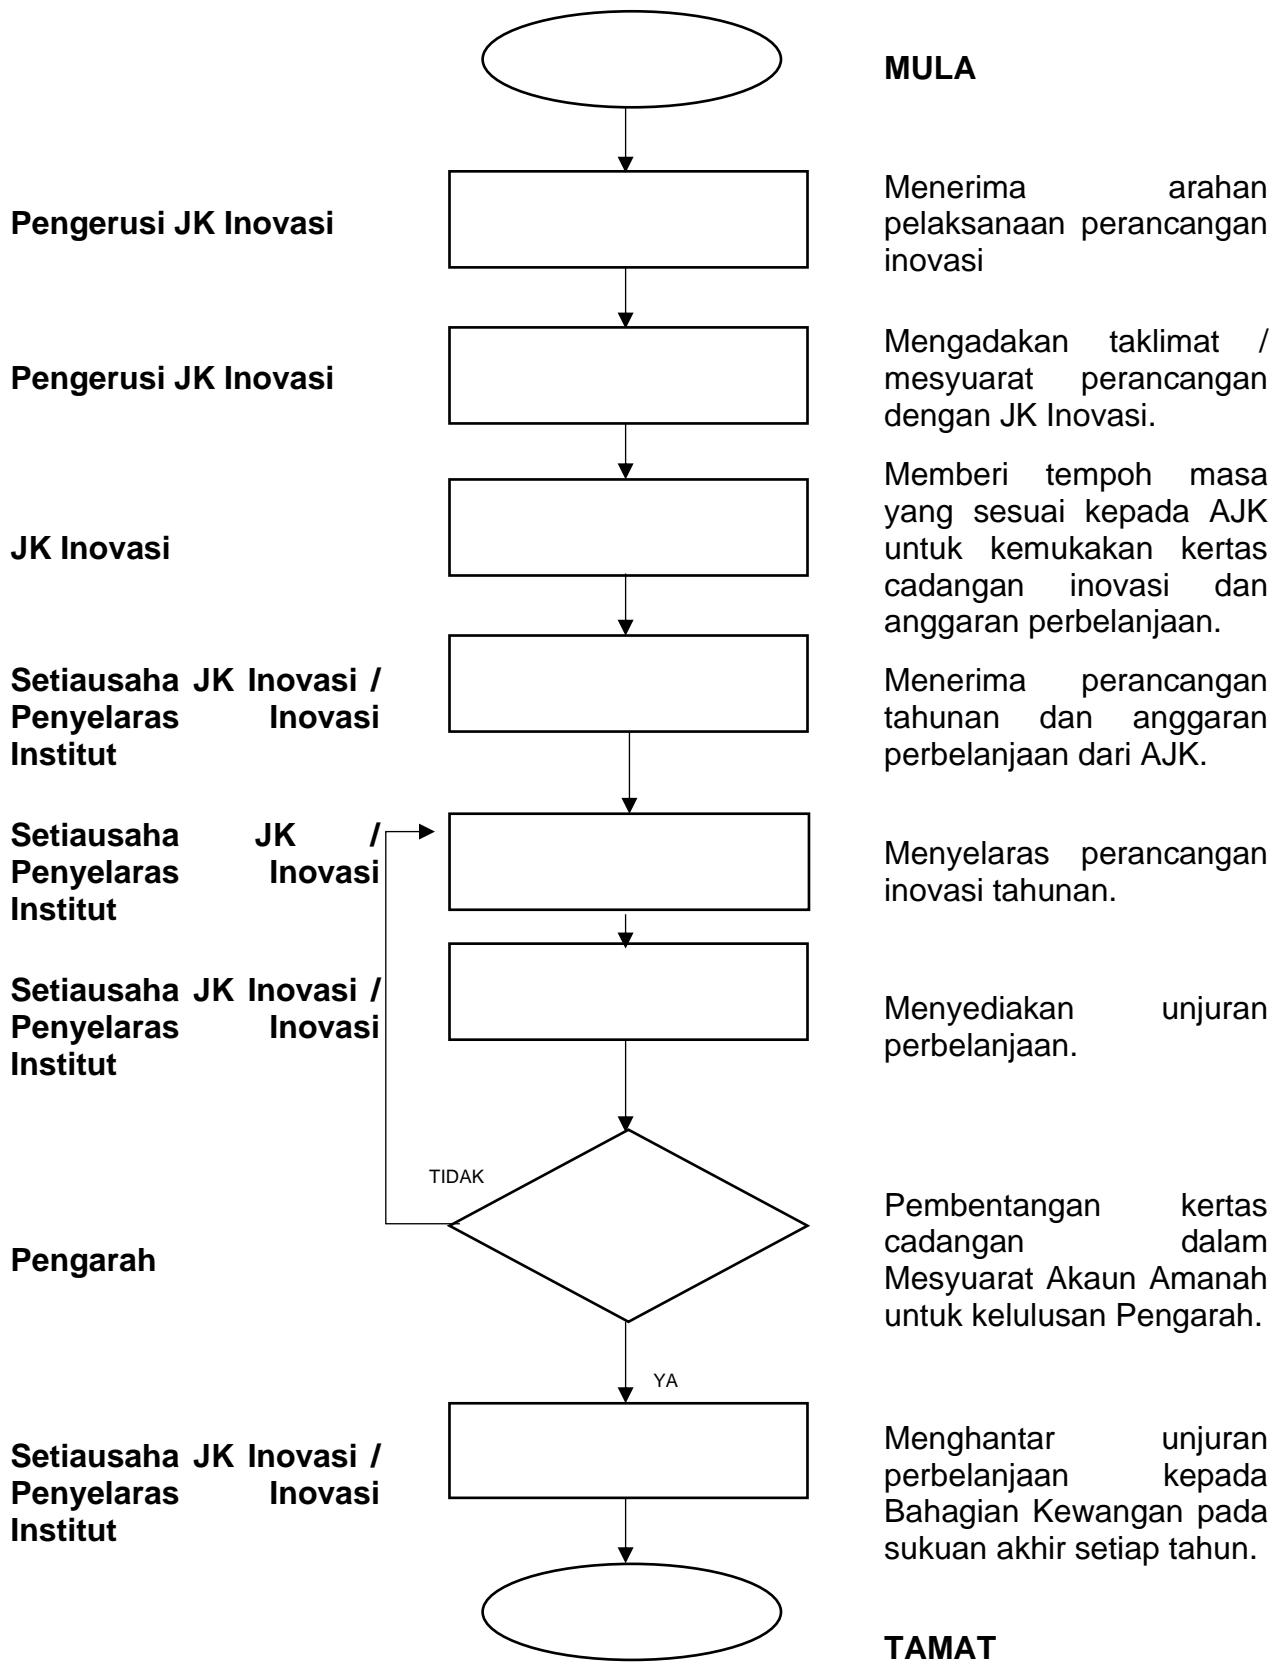 MULA
Pengerusi JK Inovasi
Menerima arahan
pelaksanaan perancangan
inovasi
Pengerusi JK Inovasi
Mengadakan taklimat /
mesyuarat perancangan
dengan JK Inovasi.
JK Inovasi
Memberi tempoh masa
yang sesuai kepada AJK
untuk kemukakan kertas
cadangan inovasi dan
anggaran perbelanjaan.
Setiausaha JK Inovasi /
Penyelaras Inovasi
Institut
Menerima perancangan
tahunan dan anggaran
perbelanjaan dari AJK.
Setiausaha JK /
Penyelaras Inovasi
Institut
Menyelaras perancangan
inovasi tahunan.
Setiausaha JK Inovasi /
Penyelaras Inovasi
Institut
Menyediakan unjuran
perbelanjaan.
TIDAK
Pengarah
Pembentangan kertas
cadangan dalam
Mesyuarat Akaun Amanah
untuk kelulusan Pengarah.
YA
Setiausaha JK Inovasi /
Penyelaras Inovasi
Institut
Menghantar unjuran
perbelanjaan kepada
Bahagian Kewangan pada
sukuan akhir setiap tahun.
TAMAT